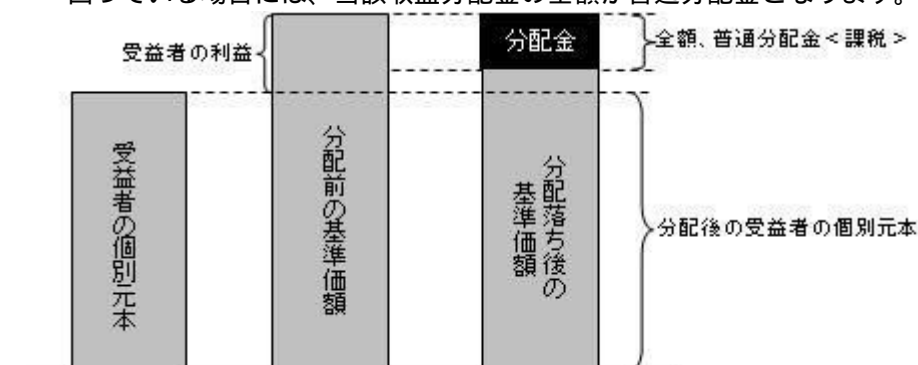 回っている場合には、当該収益分配金の全額が普通分配金となります。
受益者の利益
分配金
全額、普通分配金<課税>
受益者の個別元本
分配前の基準価額
分配落ち後の
基準価額
分配後の受益者の個別元本